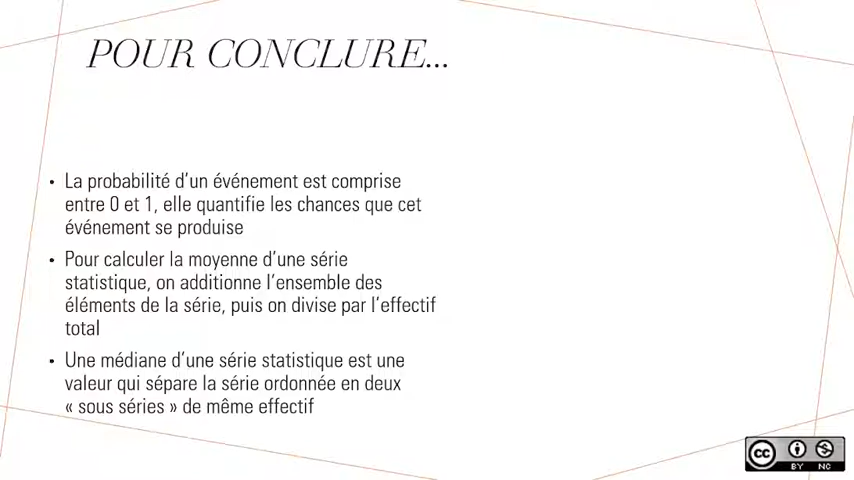 POUR CONCLURE...
• La probabilité d'un événement est comprise
entre 0 et 1, elle quantifie les chances que cet
événement se produise
• Pour calculer la moyenne d'une série
statistique, on additionne l'ensemble des
éléments de la série, puis on divise par l'effectif
total
• Une médiane d'une série statistique est une
valeur qui sépare la série ordonnée en deux
« sous séries » de même effectif
cc
BY NC